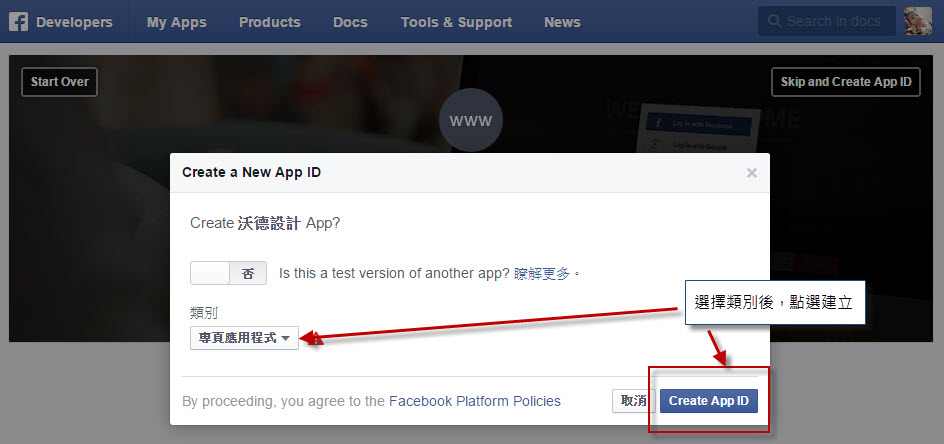 Developers My Apps Products Docs Tools & Support News Search in docs
Start Over Skip and Create App ID
WWW
Log in with Facebook
Log in with Google
Create a New App ID
Create 沃德設計 App?
否 Is this a test version of another app? 瞭解更多。
類別
專頁應用程式
選擇類別後，點選建立
By proceeding, you agree to the Facebook Platform Policies 取消 Create App ID